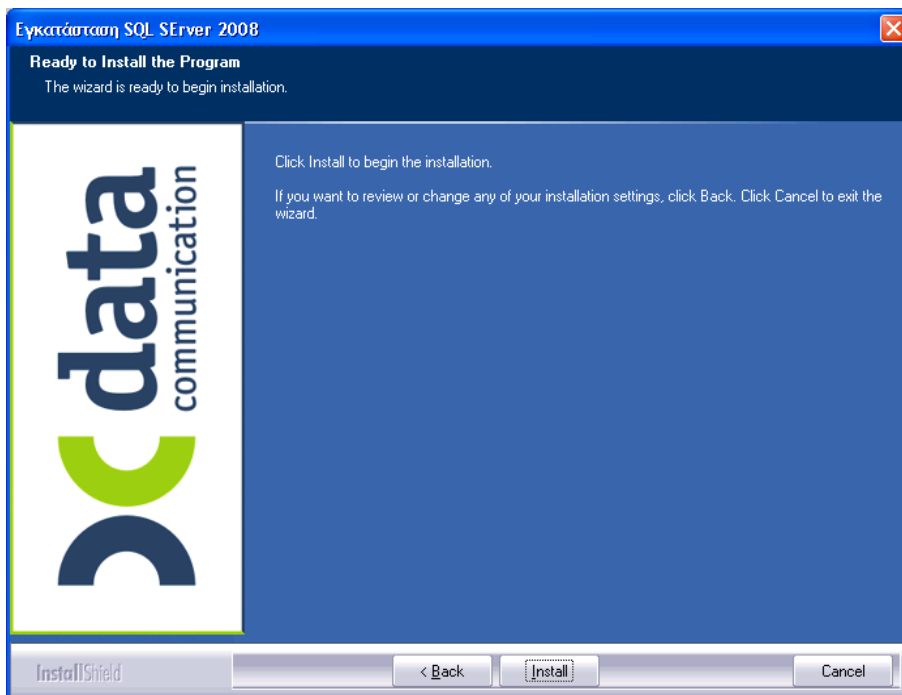 Εγκατάσταση SQL SErver 2008
Ready to Install the Program
The wizard is ready to begin installation.
data
communication
Click Install to begin the installation.
If you want to review or change any of your installation settings, click Back. Click Cancel to exit the
wizard.
InstallShield
< Back
Install
Cancel